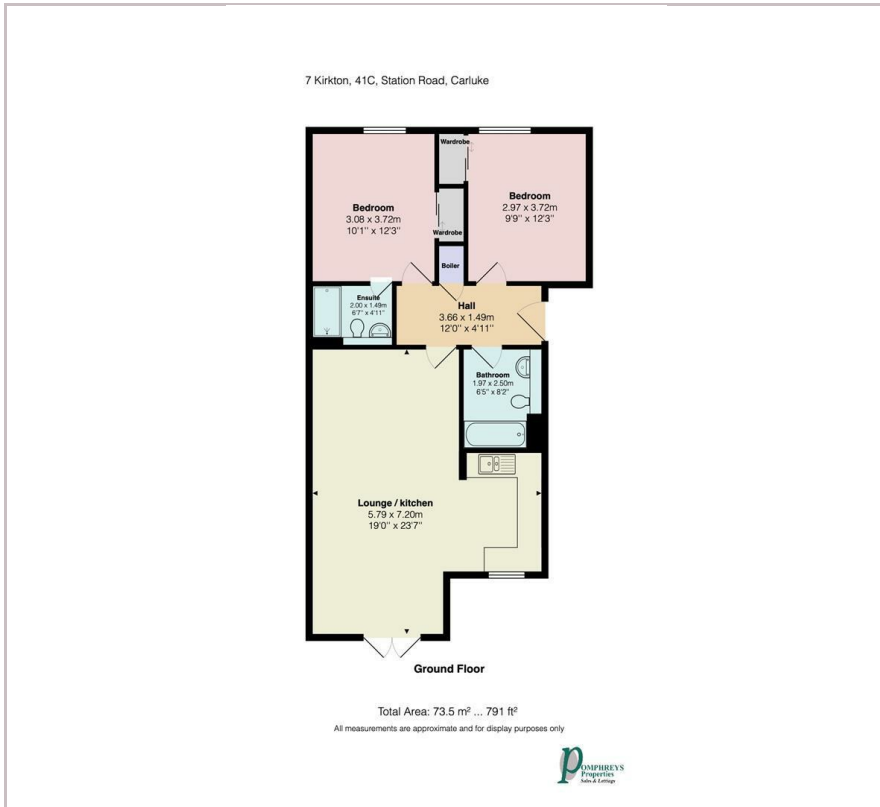 7 Kirkton, 41C, Station Road, Carluke
Wardrobe
Bedroom
3.08 x 3.72m
10'1" x 12'3"
Bedroom
2.97 x 3.72m
9'9" x 12'3"
Wardrobe
Boiler
Ensuite
2.00 x 1.49m
6'7" x 4'11"
Hall
3.66 x 1.49m
12'0" x 4'11"
Bathroom
1.97 x 2.50m
6'5" x 8'2"
Lounge / kitchen
5.79 x 7.20m
19'0" x 23'7"
Ground Floor
Total Area: 73.5 m² ... 791 ft²
All measurements are approximate and for display purposes only
POMPHREYS
Properties
Sales & Lettings